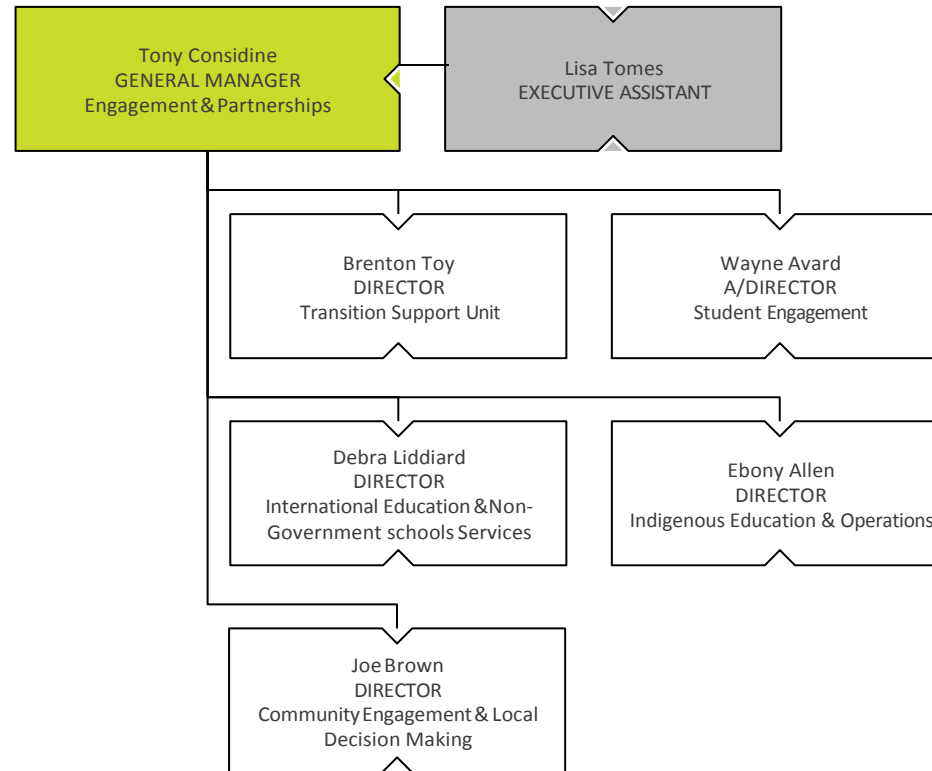 Tony Considine
GENERAL MANAGER
Engagement & Partnerships
Lisa Tomes
EXECUTIVE ASSISTANT
Brenton Toy
DIRECTOR
Transition Support Unit
Wayne Avard
A/DIRECTOR
Student Engagement
Debra Liddiard
DIRECTOR
International Education &Non-
Government schools Services
Ebony Allen
DIRECTOR
Indigenous Education & Operations
Joe Brown
DIRECTOR
Community Engagement & Local
Decision Making